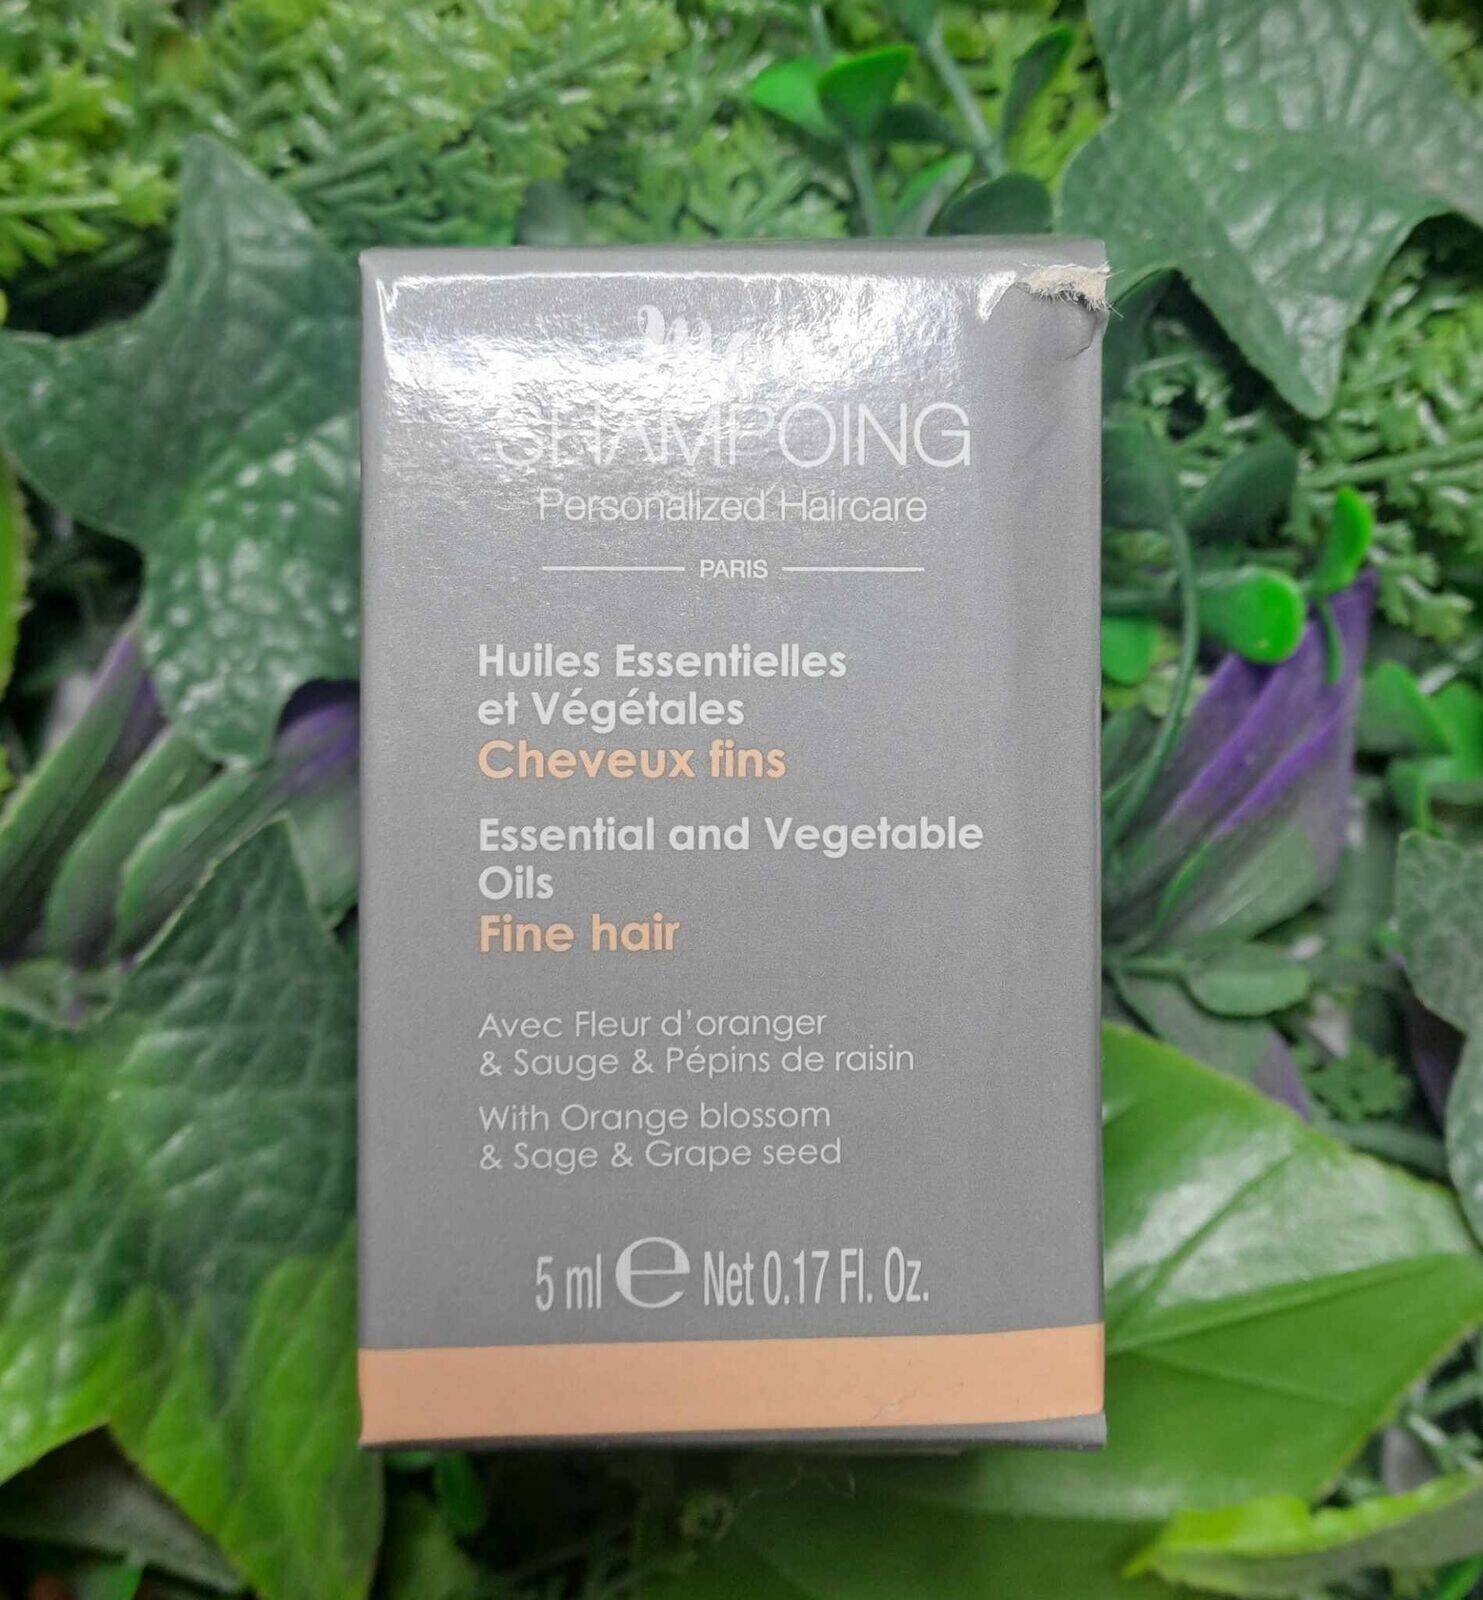 My
SHAMPOING
Personalized Haircare
PARIS
Huiles Essentielles
et Végétales
Cheveux fins
Essential and Vegetable
Oils
Fine hair
Avec Fleur d'oranger
& Sauge & Pépins de raisin
With Orange blossom
& Sage & Grape seed
5 ml e Net 0.17 Fl. Oz.